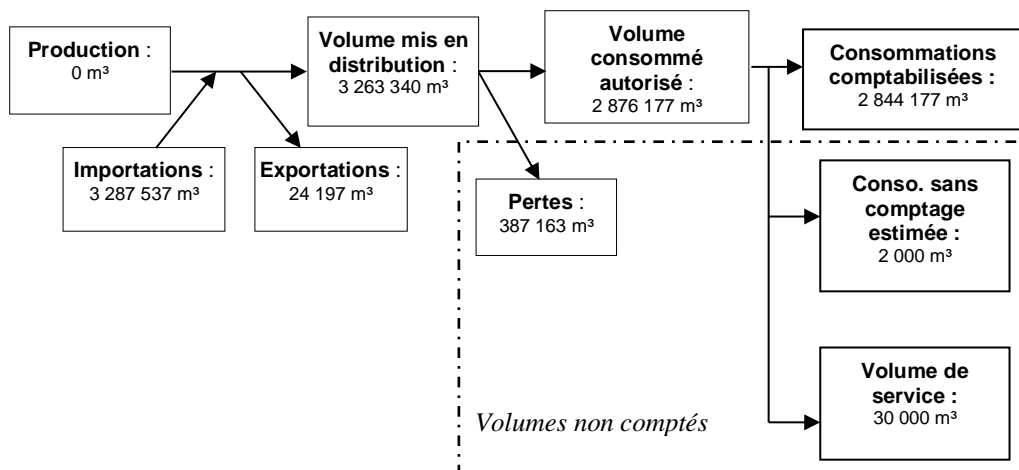 Production :
0 m³
Volume mis en
distribution :
3 263 340 m³
Volume
consommé
autorisé :
2 876 177 m³
Consommations
comptabilisées :
2 844 177 m³
Importations :
3 287 537 m³
Exportations :
24 197 m³
Pertes :
387 163 m³
Conso. sans
comptage
estimée :
2 000 m³
Volume de
service :
30 000 m³
Volumes non comptés